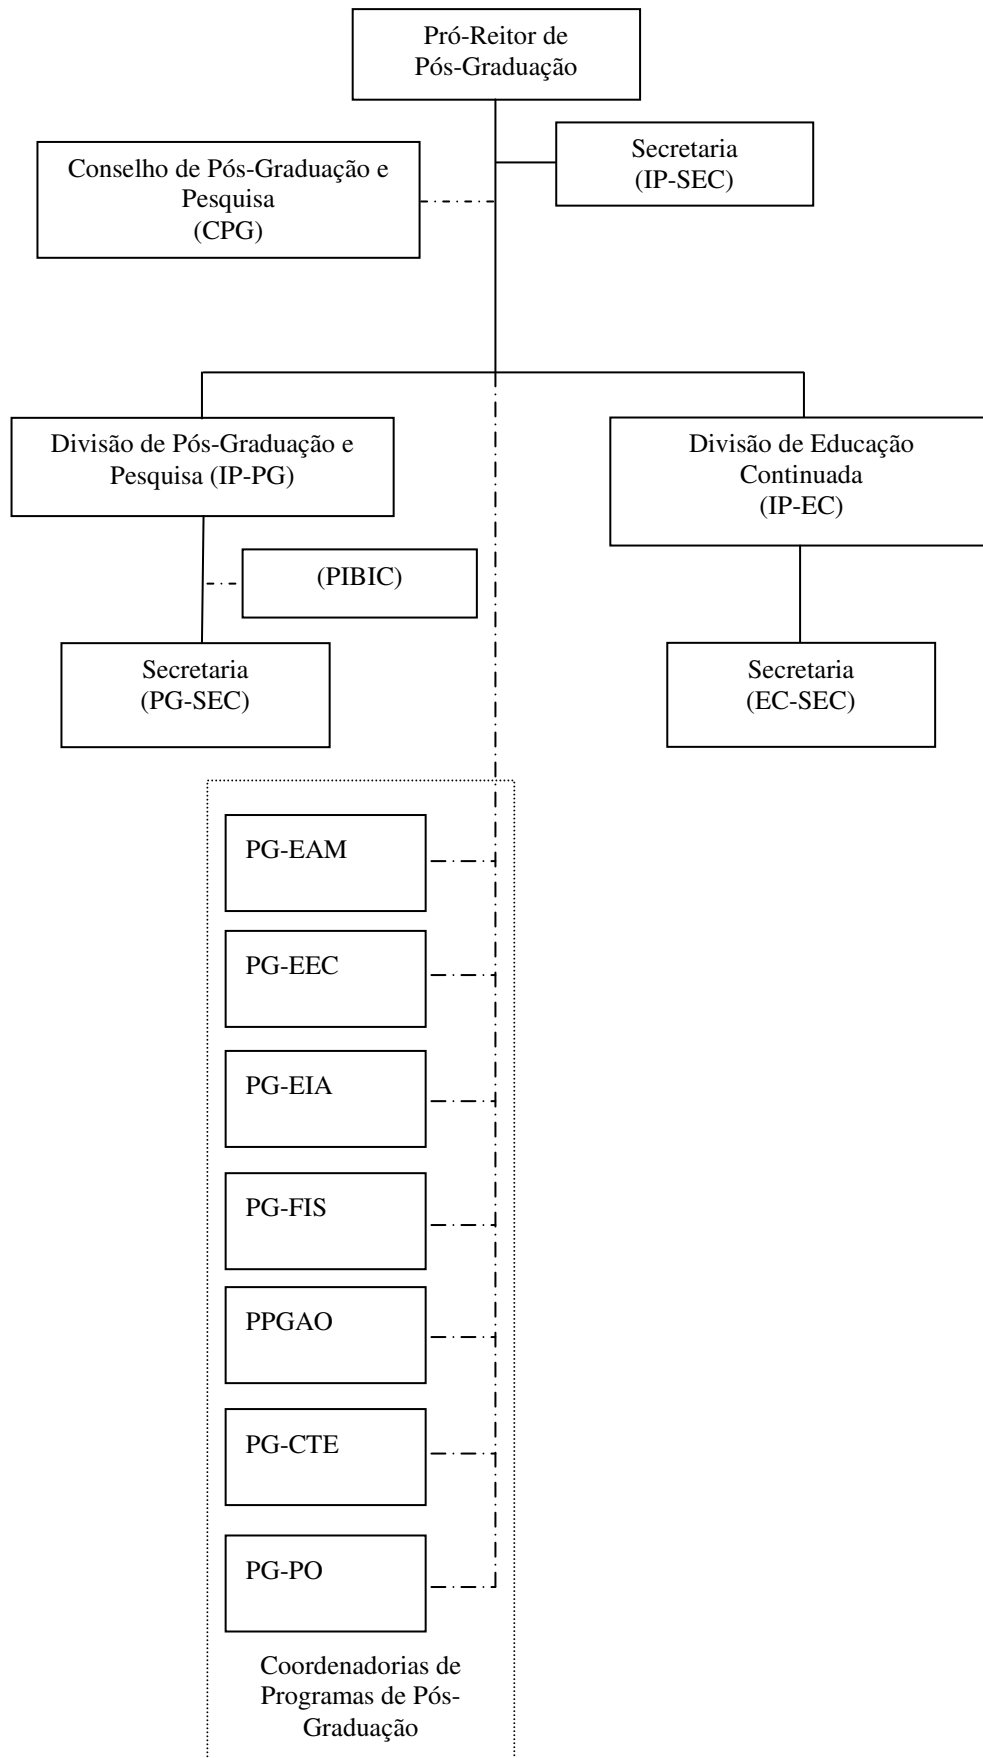 Pró-Reitor de
Pós-Graduação
Secretaria
(IP-SEC)
Conselho de Pós-Graduação e
Pesquisa
(CPG)
Divisão de Pós-Graduação e
Pesquisa (IP-PG)
Divisão de Educação
Continuada
(IP-EC)
(PIBIC)
Secretaria
(PG-SEC)
Secretaria
(EC-SEC)
PG-EAM
PG-EEC
PG-EIA
PG-FIS
PPGAO
PG-CTE
PG-PO
Coordenadorias de
Programas de Pós-
Graduação